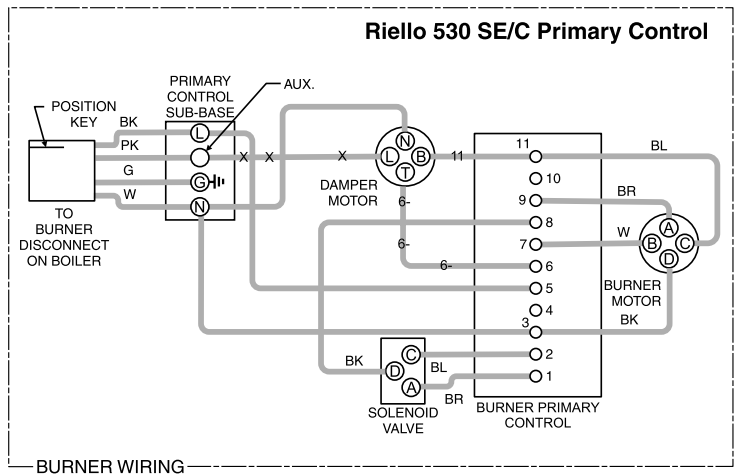 Riello 530 SE/C Primary Control
PRIMARY
CONTROL
SUB-BASE
AUX.
POSITION
KEY
BK
PK
G
W
L
G
N
X X X
TO
BURNER
DISCONNECT
ON BOILER
N
L B
T
DAMPER
MOTOR
11
6-
6-
6-
11
10
9
8
7
6
5
4
3
2
1
BL
BR
W
BK
A
B C
D
BURNER
MOTOR
BK
C
D
A
BL
BR
SOLENOID
VALVE
BURNER PRIMARY
CONTROL
BURNER WIRING